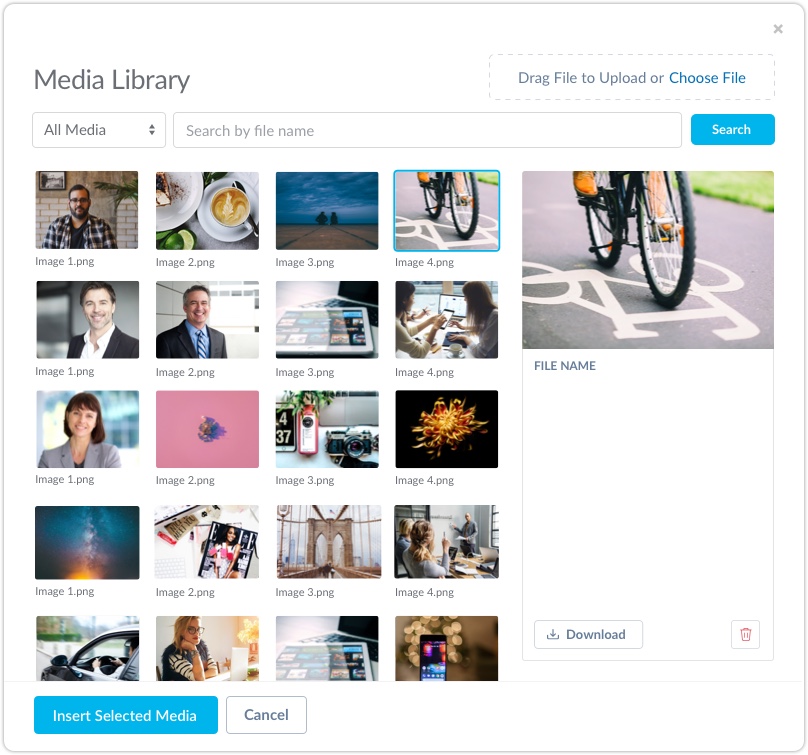 ×
Media Library
Drag File to Upload or Choose File
All Media
Search by file name
Search
Image 1.png
Image 2.png
Image 3.png
Image 4.png
FILE NAME
Image 1.png
Image 2.png
Image 3.png
Image 4.png
4
37
Image 1.png
Image 2.png
Image 3.png
Image 4.png
Image 1.png
Image 2.png
Image 3.png
Image 4.png
Download
Insert Selected Media
Cancel